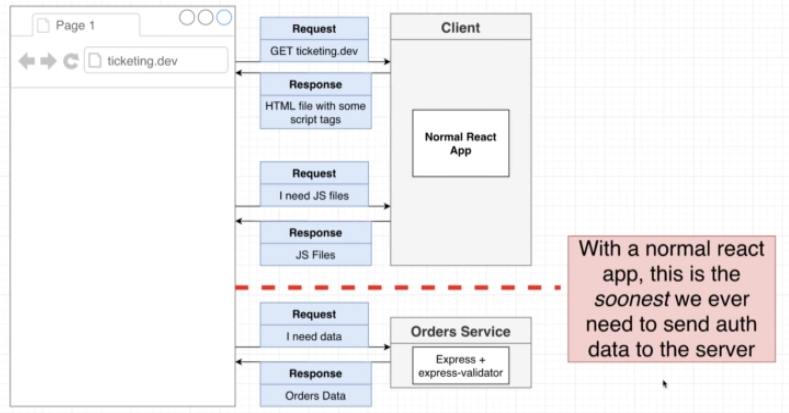 Page 1
ticketing.dev
Request
GET ticketing.dev
Response
HTML file with some
script tags
Request
I need JS files
Response
JS Files
Client
Normal React
App
Request
I need data
Response
Orders Data
Orders Service
Express +
express-validator
With a normal react
app, this is the
soonest we ever
need to send auth
data to the server